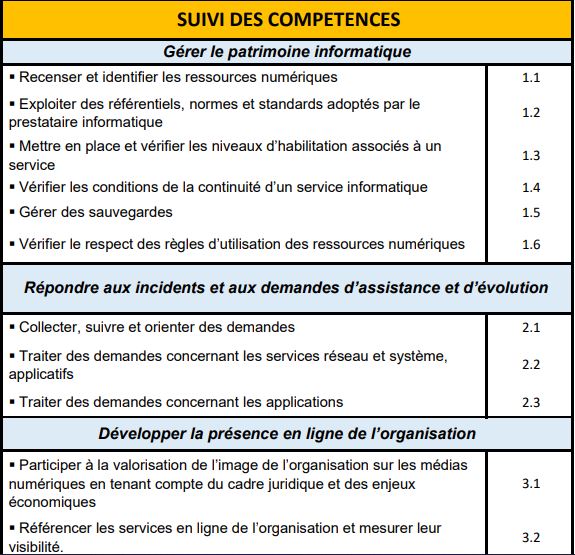 SUIVI DES COMPETENCES
Gérer le patrimoine informatique
▪ Recenser et identifier les ressources numériques 1.1
▪ Exploiter des référentiels, normes et standards adoptés par le
prestataire informatique 1.2
▪ Mettre en place et vérifier les niveaux d’habilitation associés à un
service 1.3
▪ Vérifier les conditions de la continuité d’un service informatique 1.4
▪ Gérer des sauvegardes 1.5
▪ Vérifier le respect des règles d’utilisation des ressources numériques 1.6
Répondre aux incidents et aux demandes d’assistance et d’évolution
▪ Collecter, suivre et orienter des demandes 2.1
▪ Traiter des demandes concernant les services réseau et système,
applicatifs 2.2
▪ Traiter des demandes concernant les applications 2.3
Développer la présence en ligne de l’organisation
▪ Participer à la valorisation de l’image de l’organisation sur les médias
numériques en tenant compte du cadre juridique et des enjeux
économiques 3.1
▪ Référencer les services en ligne de l’organisation et mesurer leur
visibilité. 3.2